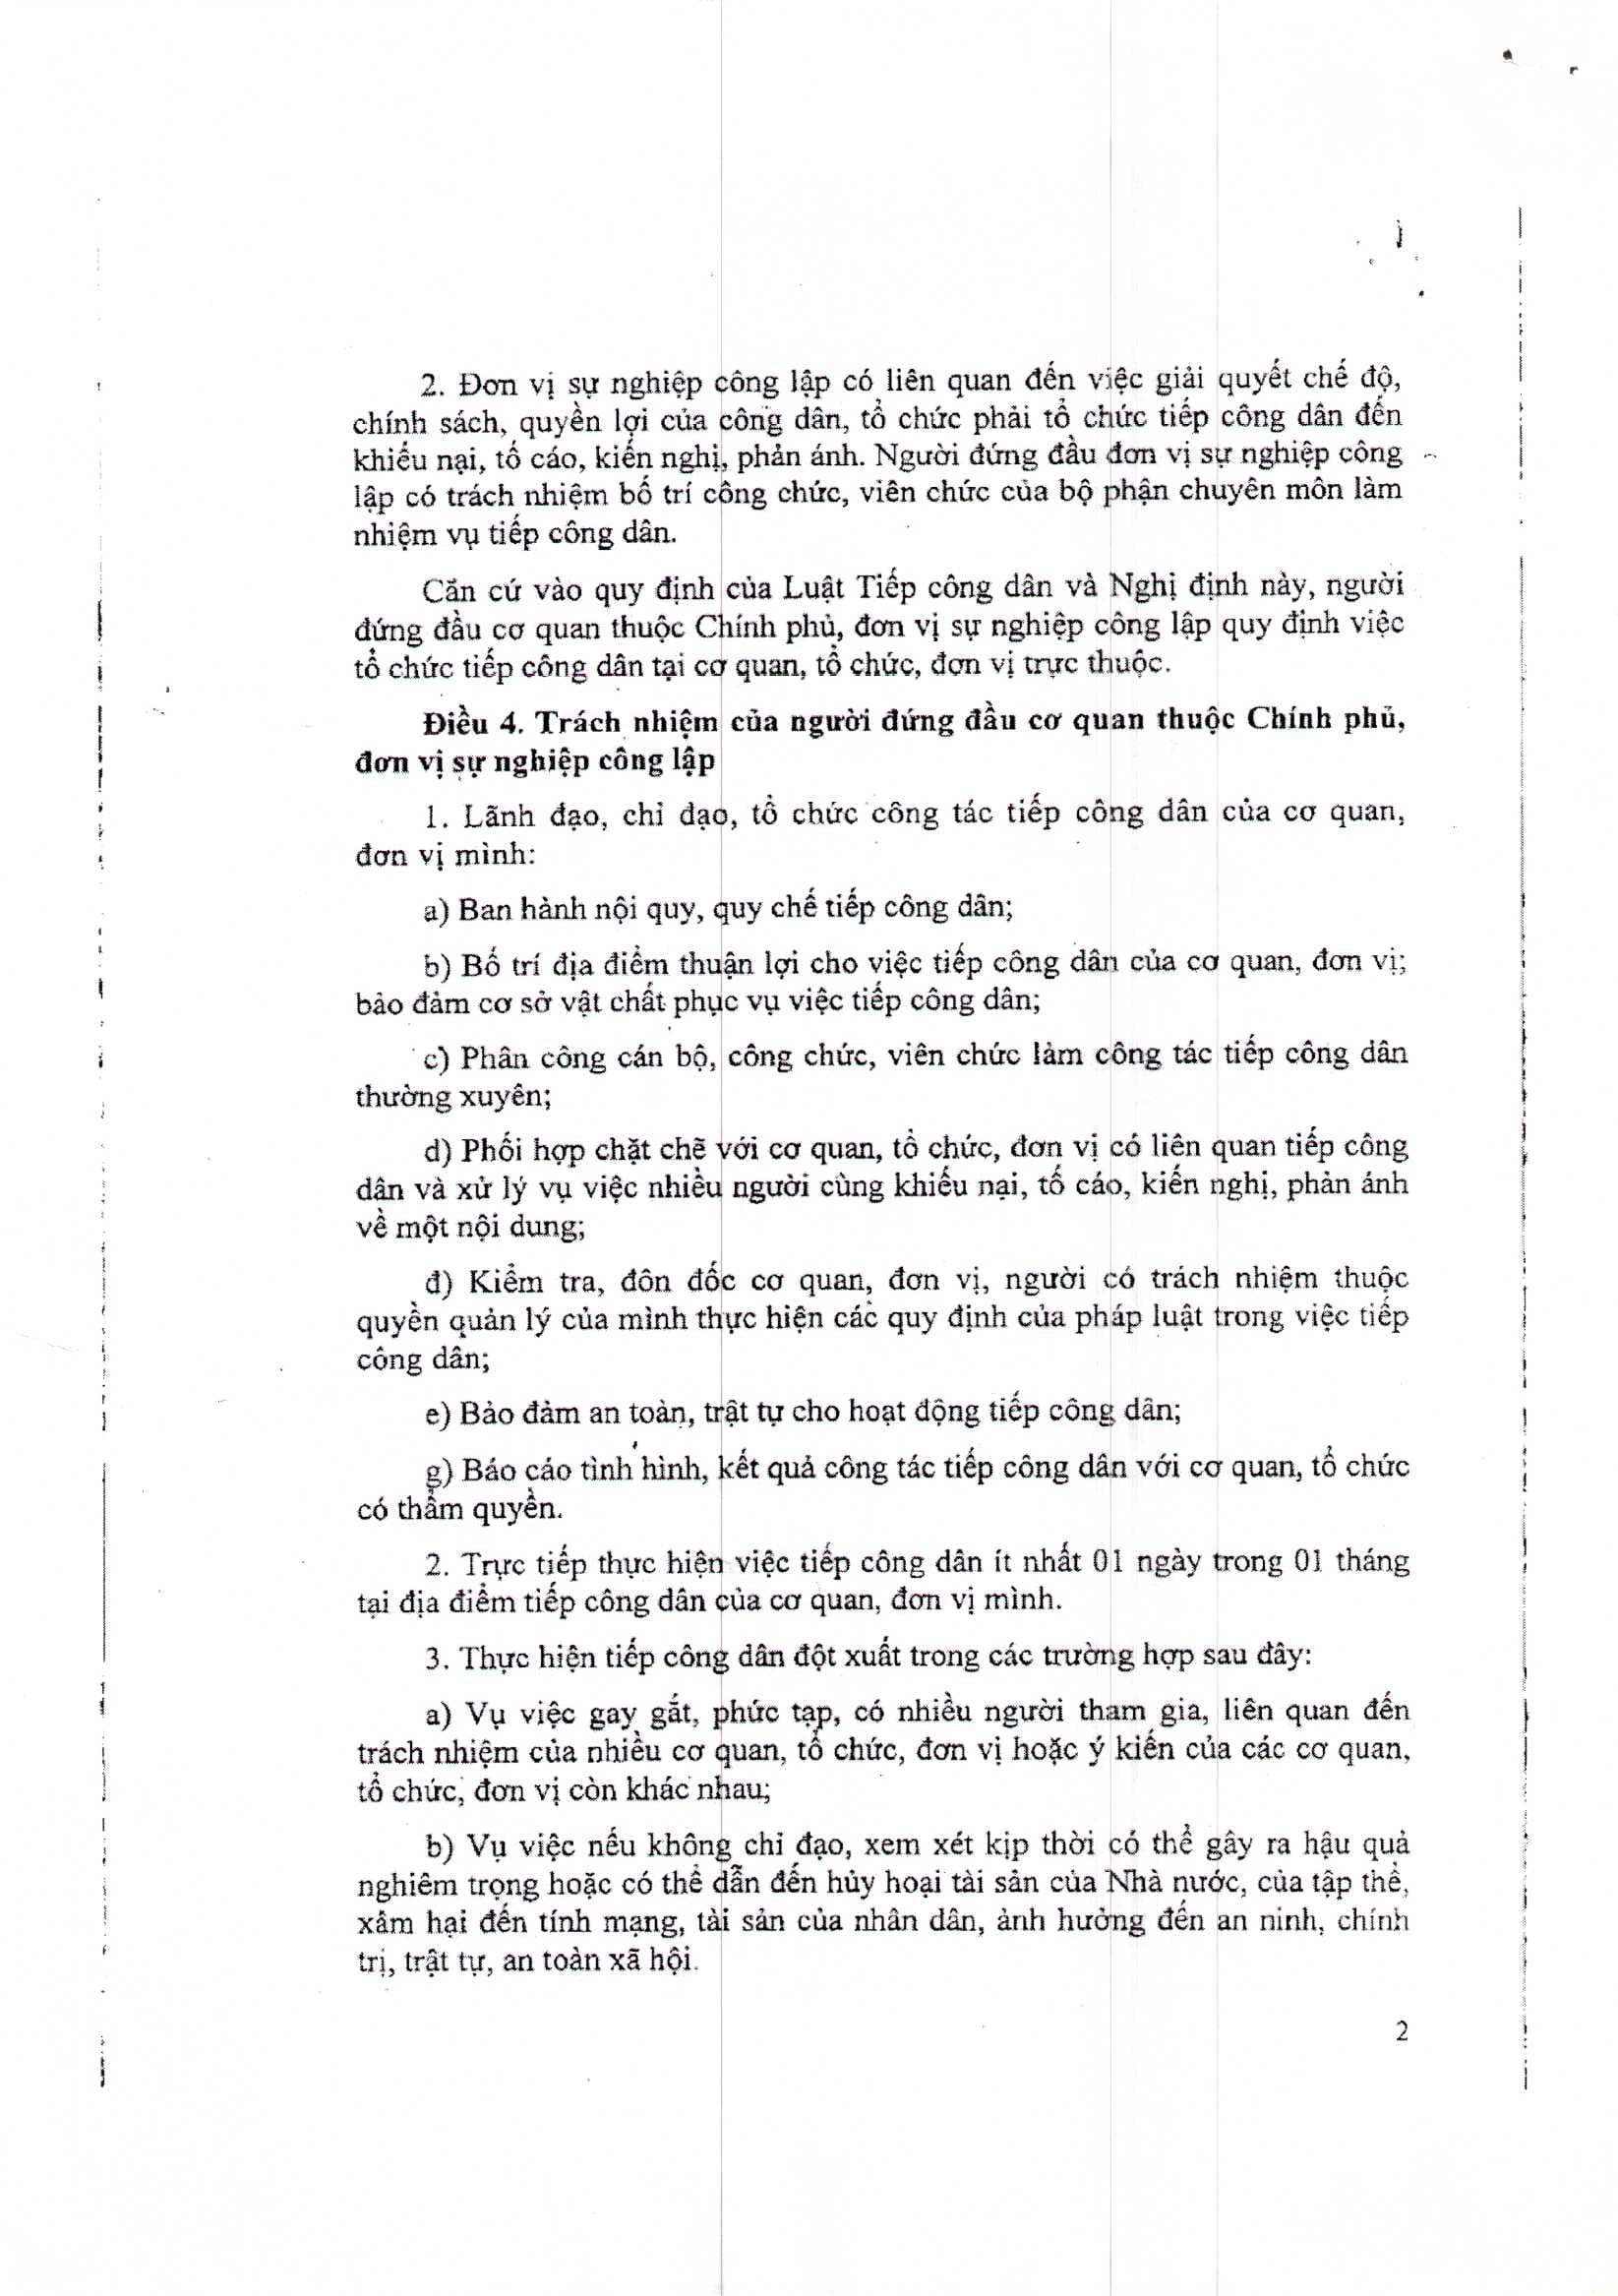 2. Đơn vị sự nghiệp công lập có liên quan đến việc giải quyết chế độ,
chính sách, quyền lợi của công dân, tổ chức phải tổ chức tiếp công dân đến
khiếu nại, tố cáo, kiến nghị, phản ánh. Người đứng đầu đơn vị sự nghiệp công
lập có trách nhiệm bố trí công chức, viên chức của bộ phận chuyên môn làm
nhiệm vụ tiếp công dân.
Căn cứ vào quy định của Luật Tiếp công dân và Nghị định này, người
đứng đầu cơ quan thuộc Chính phủ, đơn vị sự nghiệp công lập quy định việc
tổ chức tiếp công dân tại cơ quan, tổ chức, đơn vị trực thuộc.
Điều 4. Trách nhiệm của người đứng đầu cơ quan thuộc Chính phủ,
đơn vị sự nghiệp công lập
1. Lãnh đạo, chỉ đạo, tổ chức công tác tiếp công dân của cơ quan,
đơn vị mình:
a) Ban hành nội quy, quy chế tiếp công dân;
b) Bố trí địa điểm thuận lợi cho việc tiếp công dân của cơ quan, đơn vị;
bảo đảm cơ sở vật chất phục vụ việc tiếp công dân;
c) Phân công cán bộ, công chức, viên chức làm công tác tiếp công dân
thường xuyên;
d) Phối hợp chặt chẽ với cơ quan, tổ chức, đơn vị có liên quan tiếp công
dân và xử lý vụ việc nhiều người cùng khiếu nại, tố cáo, kiến nghị, phản ánh
về một nội dung;
đ) Kiểm tra, đôn đốc cơ quan, đơn vị, người có trách nhiệm thuộc
quyền quản lý của mình thực hiện các quy định của pháp luật trong việc tiếp
công dân;
e) Bảo đảm an toàn, trật tự cho hoạt động tiếp công dân;
g) Báo cáo tình hình, kết quả công tác tiếp công dân với cơ quan, tổ chức
có thẩm quyền.
2. Trực tiếp thực hiện việc tiếp công dân ít nhất 01 ngày trong 01 tháng
tại địa điểm tiếp công dân của cơ quan, đơn vị mình.
3. Thực hiện tiếp công dân đột xuất trong các trường hợp sau đây:
a) Vụ việc gay gắt, phức tạp, có nhiều người tham gia, liên quan đến
trách nhiệm của nhiều cơ quan, tổ chức, đơn vị hoặc ý kiến của các cơ quan,
tổ chức, đơn vị còn khác nhau;
b) Vụ việc nếu không chỉ đạo, xem xét kịp thời có thể gây ra hậu quả
nghiêm trọng hoặc có thể dẫn đến hủy hoại tài sản của Nhà nước, của tập thể,
xâm hại đến tính mạng, tài sản của nhân dân, ảnh hưởng đến an ninh, chính
trị, trật tự, an toàn xã hội.
2